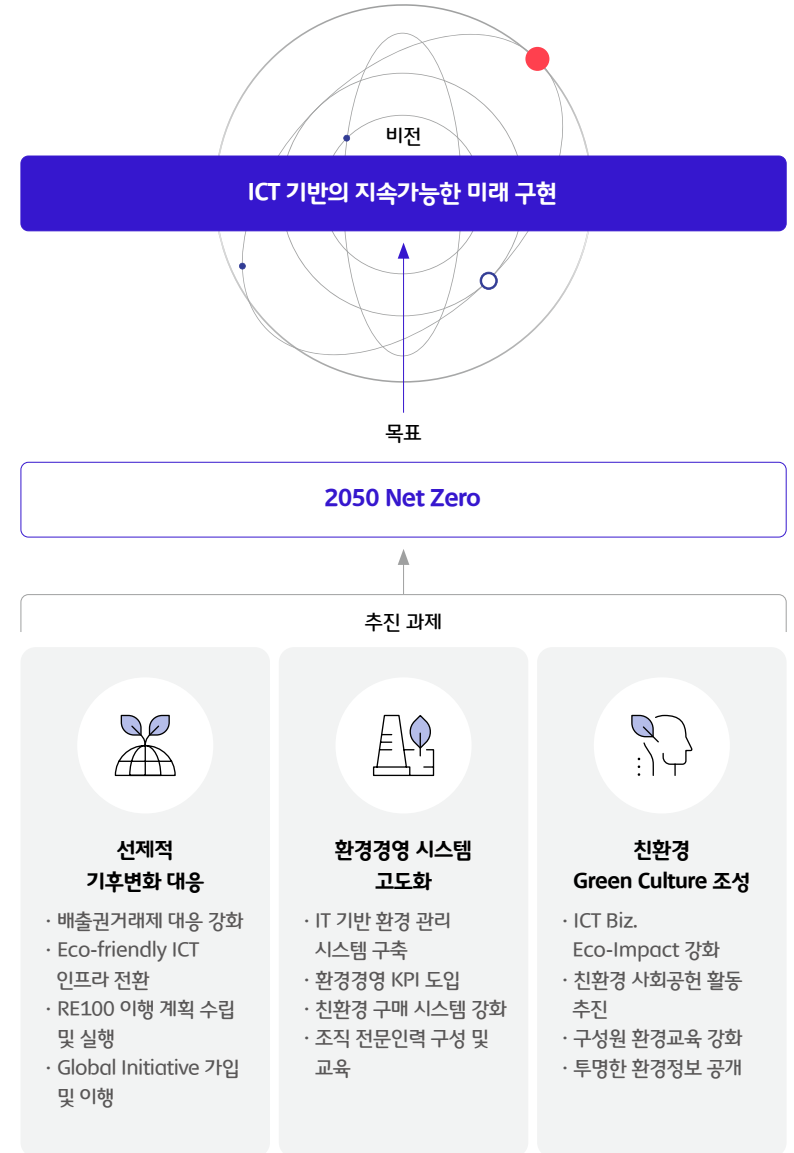 비전
ICT 기반의 지속가능한 미래 구현
목표
2050 Net Zero
추진 과제
선제적
기후변화 대응
· 배출권거래제 대응 강화
· Eco-friendly ICT
인프라 전환
· RE100 이행 계획 수립
및 실행
· Global Initiative 가입
및 이행
환경경영 시스템
고도화
· IT 기반 환경 관리
시스템 구축
· 환경경영 KPI 도입
· 친환경 구매 시스템 강화
· 조직 전문인력 구성 및
교육
친환경
Green Culture 조성
· ICT Biz.
Eco-Impact 강화
· 친환경 사회공헌 활동
추진
· 구성원 환경교육 강화
· 투명한 환경정보 공개